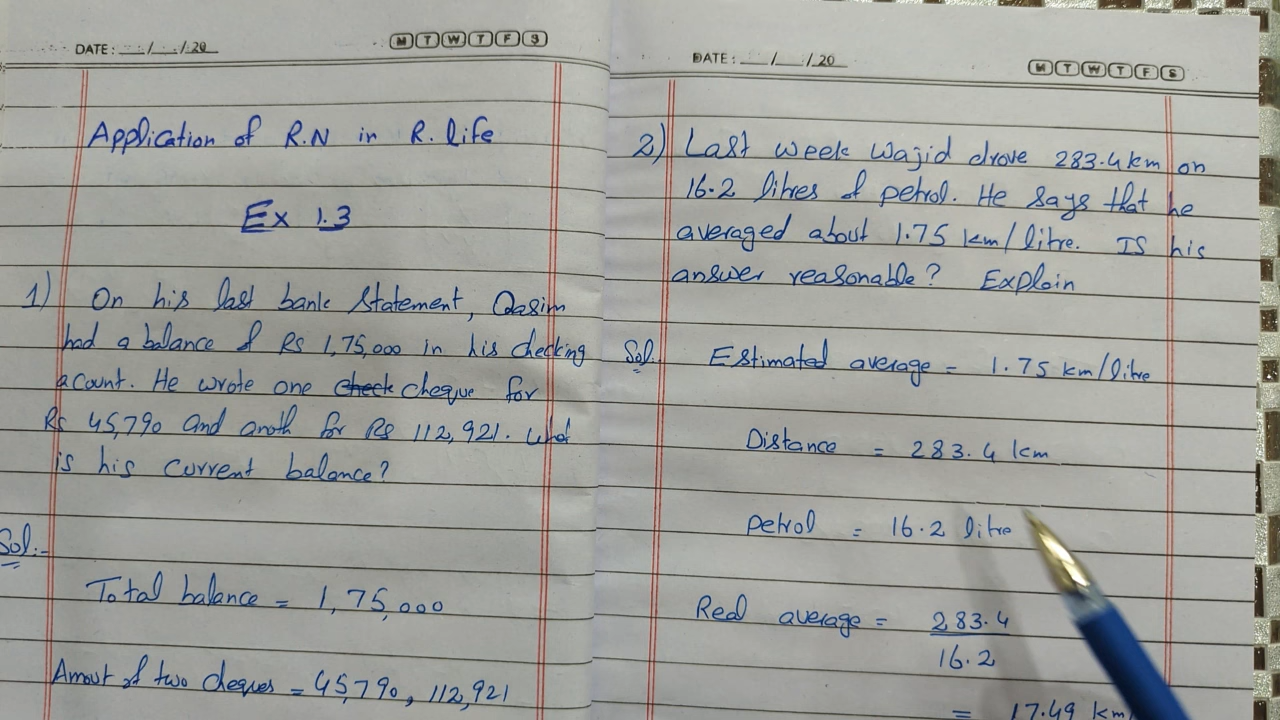 DATE: __/__/20
M T W T F S
Application of R.N in R. life
Ex 1.3
1) On his last bank statement, Qasim
had a balance of Rs 1,75,000 in his checking
acount. He wrote one check cheque for
Rs 45,790 and anoth for Rs 112,921. what
is his current balance?
Sol:-
Total balance = 1,75,000
Amout of two cheques = 45,790, 112,921
DATE: __/__/20
M T W T F S
2) Last week Wajid drove 283.4 km on
16.2 litres of petrol. He says that he
averaged about 1.75 km/litre. Is his
answer reasonable? Explain
Sol. Estimated average = 1.75 km/litre
Distance = 283.4 km
petrol = 16.2 litre
Real average = 283.4
16.2
= 17.49 km/